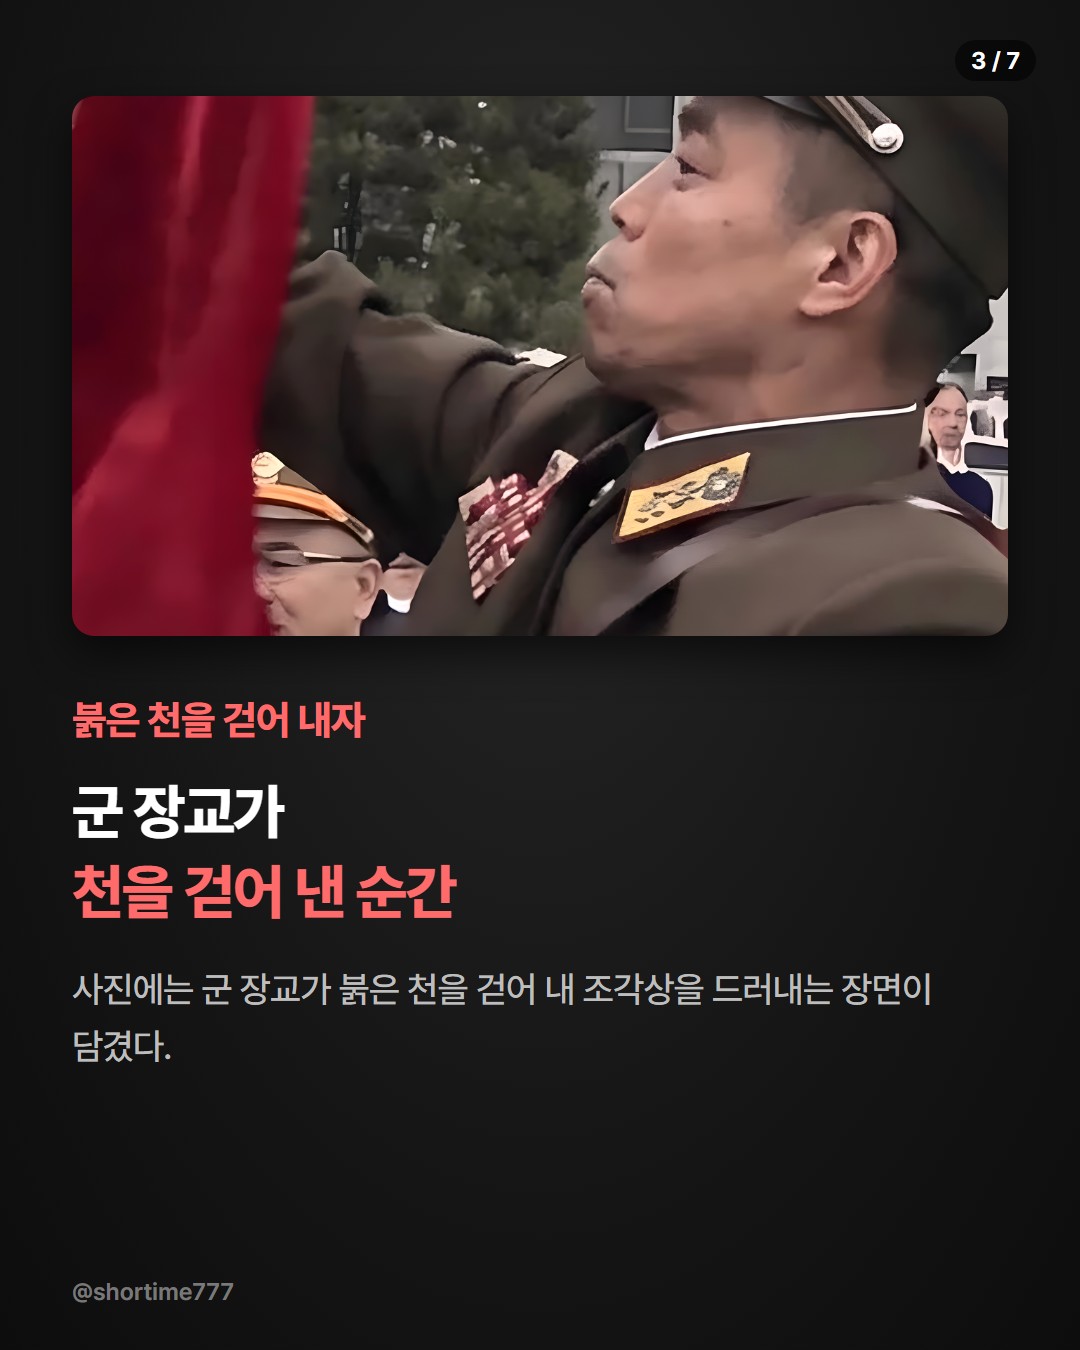 3 / 7
붉은 천을 걷어 내자
군 장교가
천을 걷어 낸 순간
사진에는 군 장교가 붉은 천을 걷어 내 조각상을 드러내는 장면이
담겼다.
@shortime777